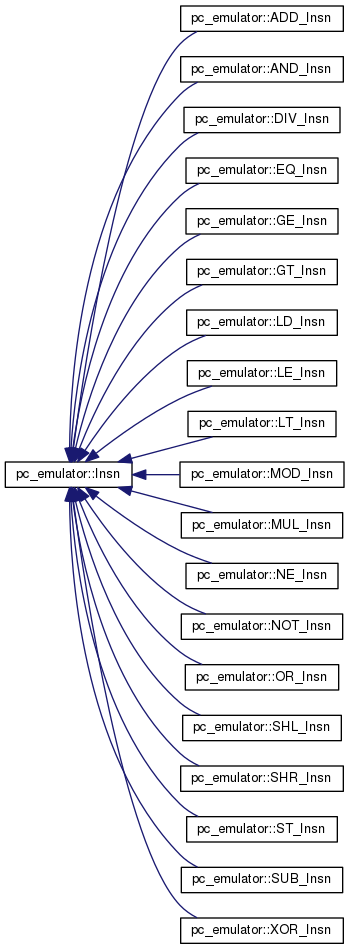 pc_emulator::ADD_Insn
pc_emulator::AND_Insn
pc_emulator::DIV_Insn
pc_emulator::EQ_Insn
pc_emulator::GE_Insn
pc_emulator::GT_Insn
pc_emulator::LD_Insn
pc_emulator::LE_Insn
pc_emulator::LT_Insn
pc_emulator::Insn
pc_emulator::MOD_Insn
pc_emulator::MUL_Insn
pc_emulator::NE_Insn
pc_emulator::NOT_Insn
pc_emulator::OR_Insn
pc_emulator::SHL_Insn
pc_emulator::SHR_Insn
pc_emulator::ST_Insn
pc_emulator::SUB_Insn
pc_emulator::XOR_Insn